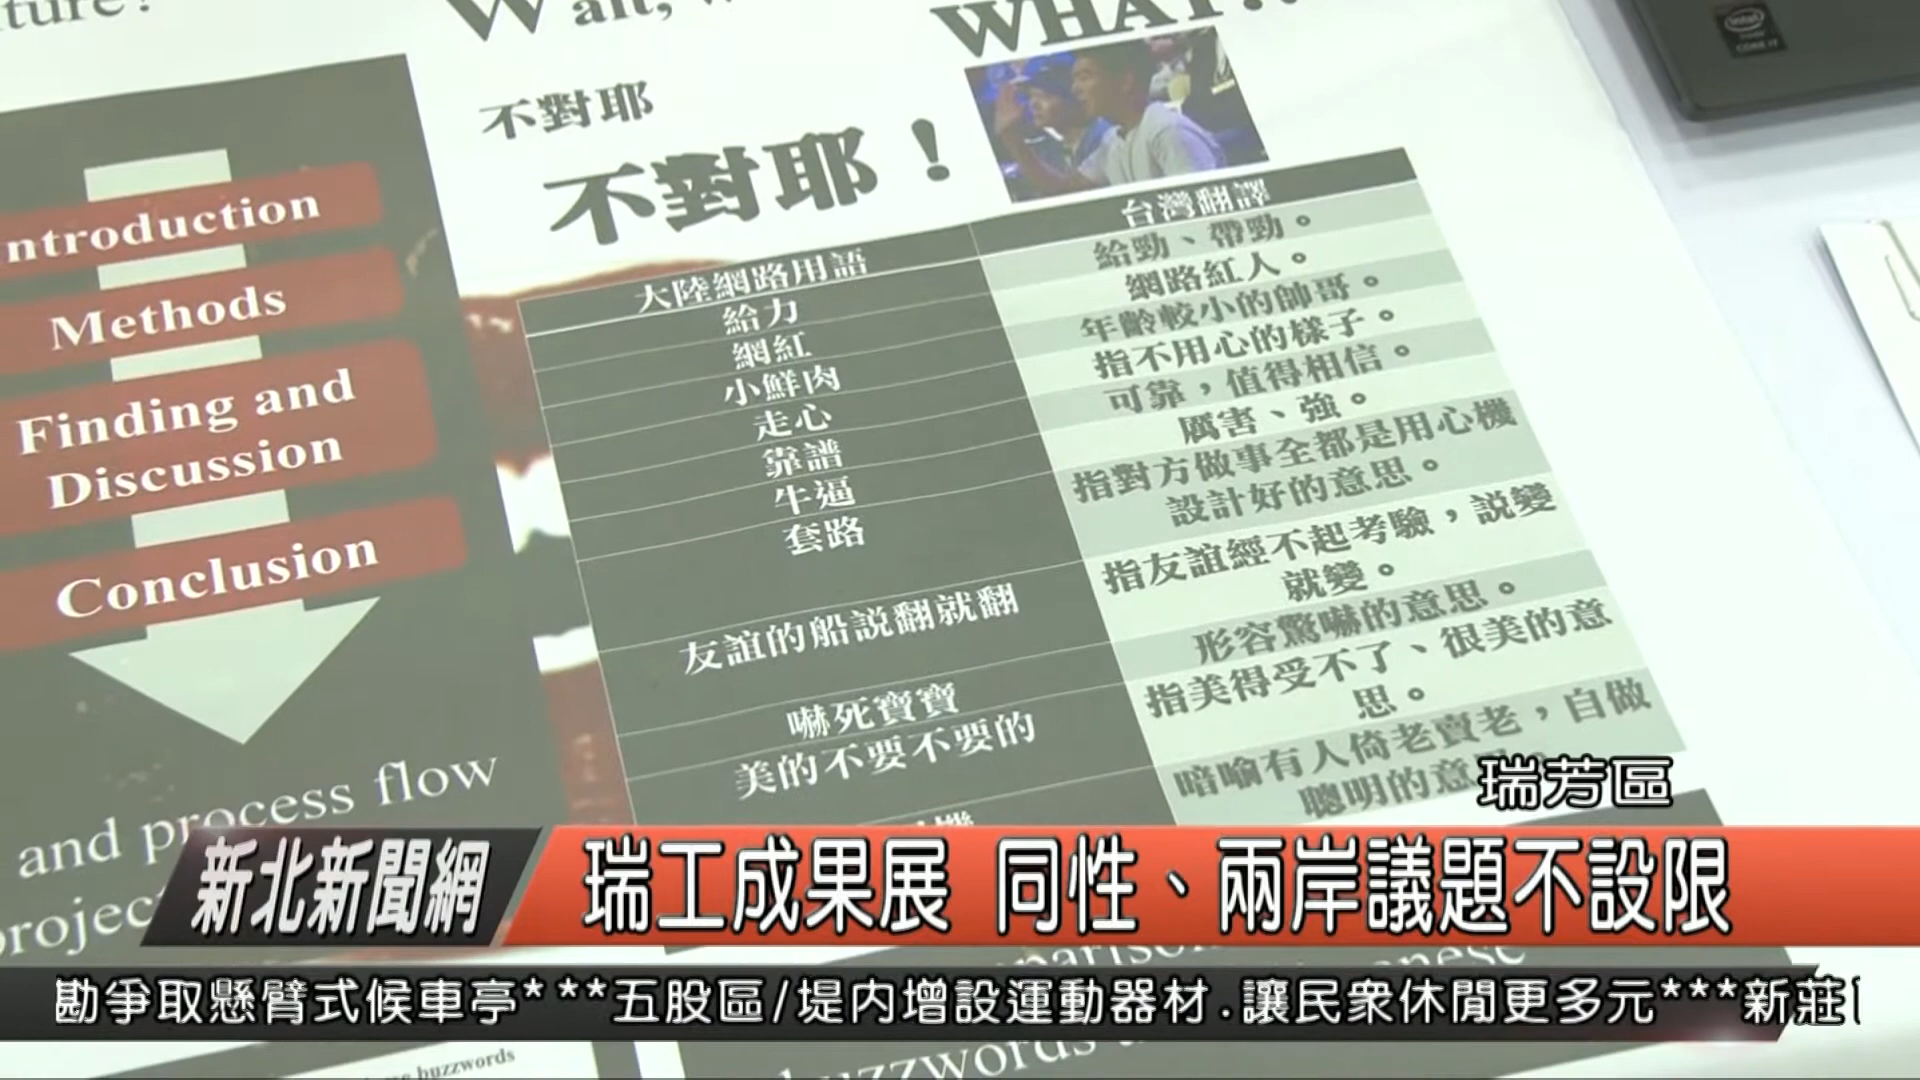 WHAT
不對耶
不對耶！
Introduction
Methods
Finding and
Discussion
Conclusion
and process flow
大陸網路用語 台灣翻譯
給力 給勁、帶勁。
網紅 網路紅人。
小鮮肉 年齡較小的帥哥。
走心 指不用心的樣子。
靠譜 可靠，值得相信。
牛逼 厲害、強。
套路 指對方做事全都是用心機
設計好的意思。
友誼的船説翻就翻 指友誼經不起考驗，説變
就變。
嚇死寶寶 形容驚嚇的意思。
美的不要不要的 指美得受不了、很美的意
思。
暗喻有人倚老賣老，自做
聰明的意
瑞芳區
新北新聞網
瑞工成果展 同性、兩岸議題不設限
勘爭取懸臂式候車亭***五股區/堤內增設運動器材.讓民眾休閒更多元***新莊
buzzwords
buzzwords